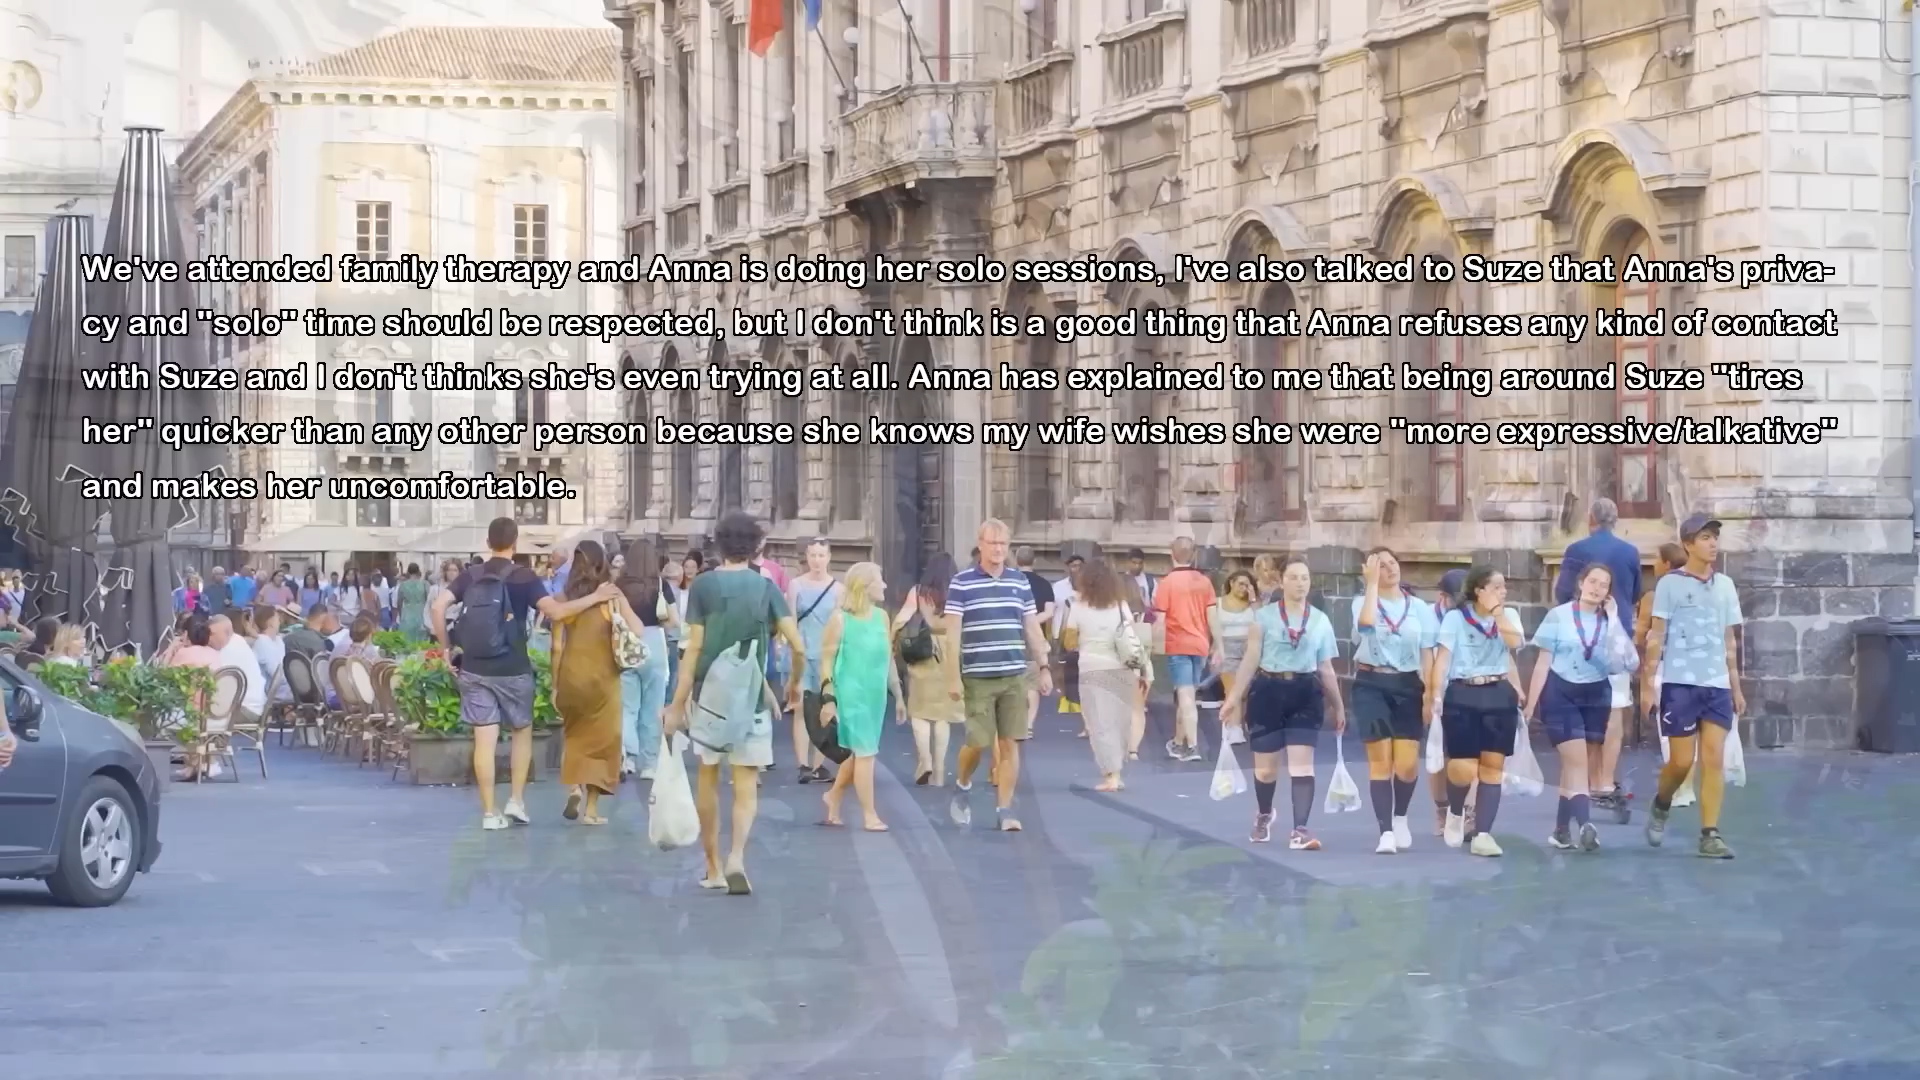 We've attended family therapy and Anna is doing her solo sessions, I've also talked to Suze that Anna's priva-
cy and "solo" time should be respected, but I don't think is a good thing that Anna refuses any kind of contact
with Suze and I don't thinks she's even trying at all. Anna has explained to me that being around Suze "tires
her" quicker than any other person because she knows my wife wishes she were "more expressive/talkative"
and makes her uncomfortable.